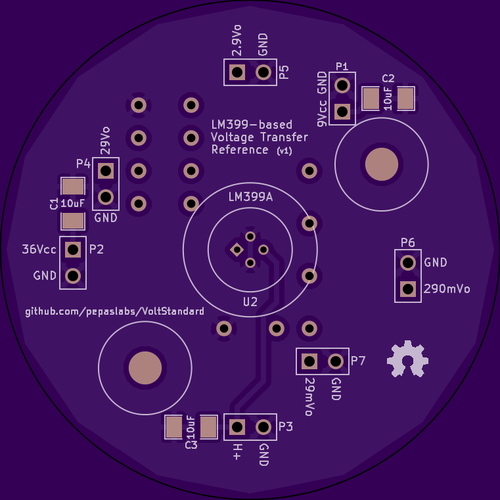 2.9Vo
GND
P5
P1
GND
9Vcc
C2
10uF
LM399-based
Voltage Transfer
Reference (v1)
29Vo
P4
C1
10uF
GND
LM399A
36Vcc
P2
GND
P6
GND
290mVo
U2
github.com/pepaslabs/VoltStandard
P7
29mVo
GND
10uF
C3
P3
H+
GND